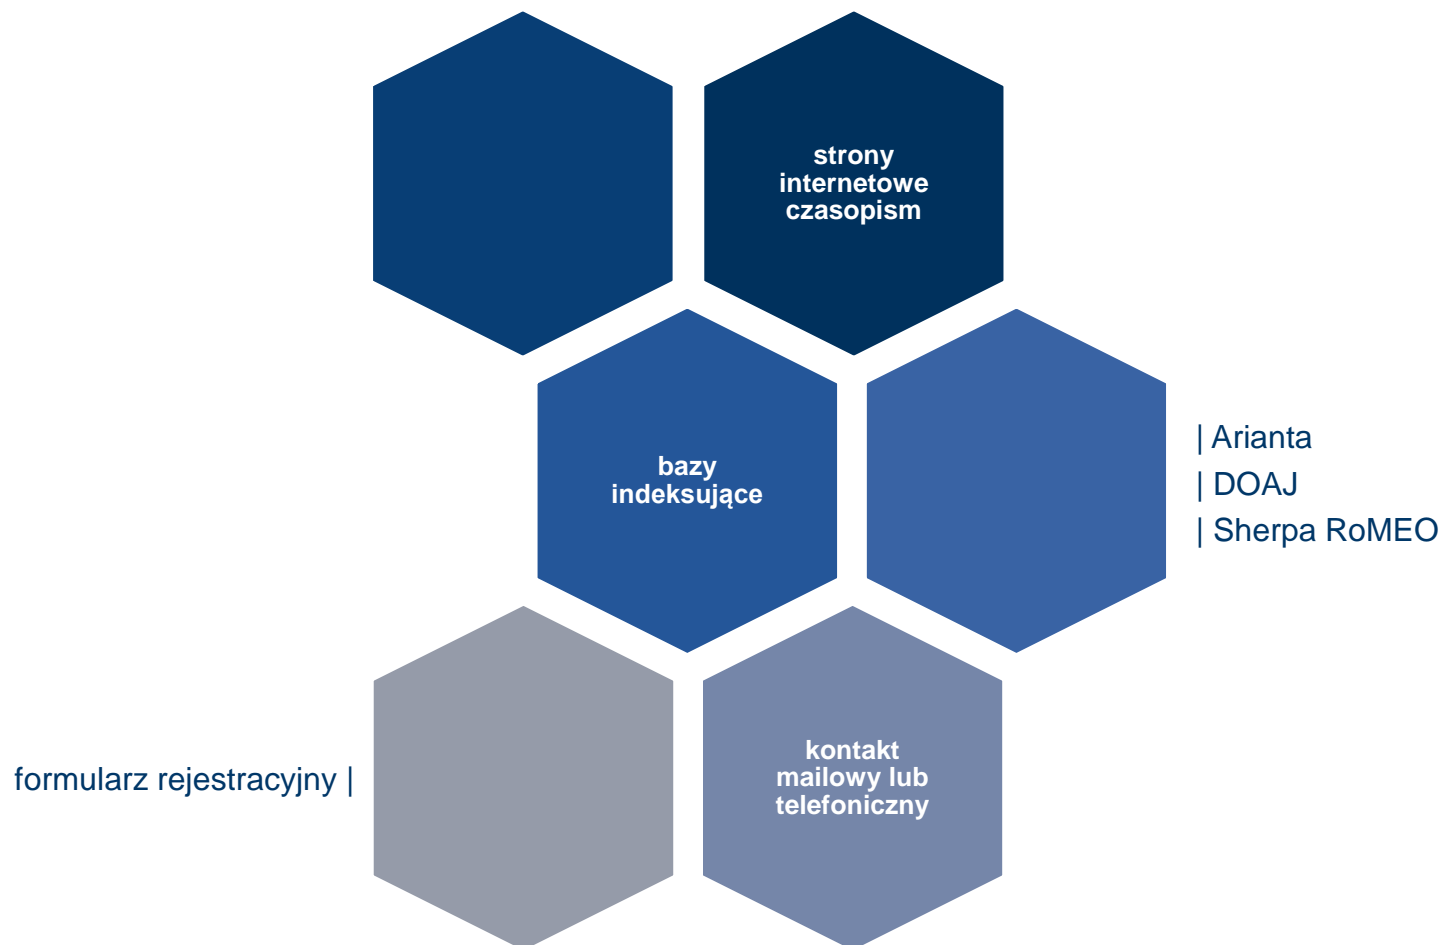 strony
internetowe
czasopism
bazy
indeksujące
| Arianta
| DOAJ
| Sherpa RoMEO
formularz rejestracyjny |
kontakt
mailowy lub
telefoniczny